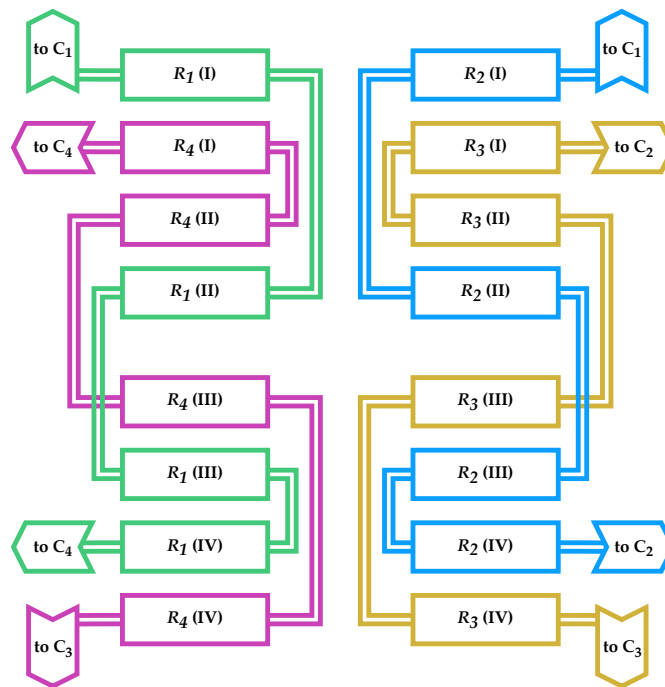 to C1
R1 (I)
R2 (I)
to C1
to C4
R4 (I)
R3 (I)
to C2
R4 (II)
R3 (II)
R1 (II)
R2 (II)
R4 (III)
R3 (III)
R1 (III)
R2 (III)
to C4
R1 (IV)
R2 (IV)
to C2
to C3
R4 (IV)
R3 (IV)
to C3